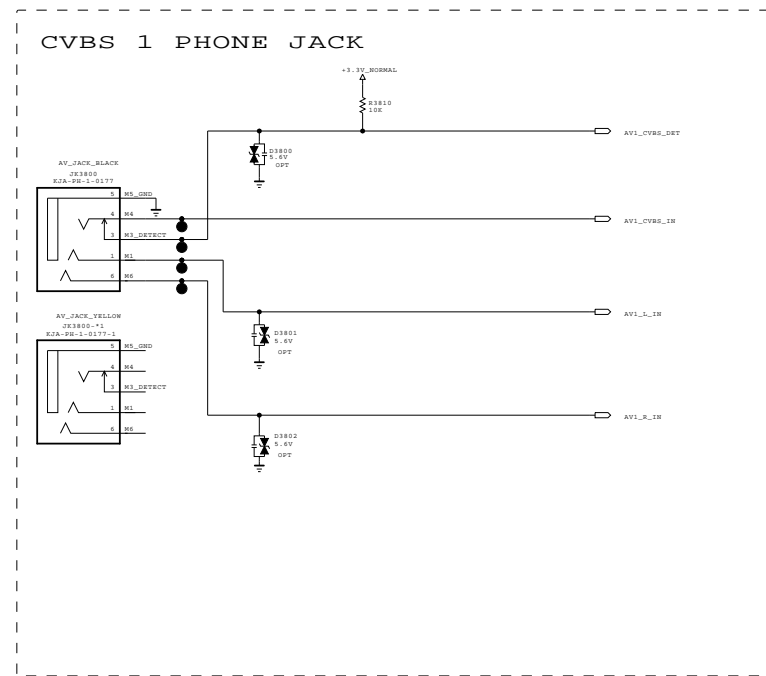 CVBS 1 PHONE JACK
+3.3V_NORMAL
R3810
10K
AV1_CVBS_DET
D3800
5.6V
OPT
AV_JACK_BLACK
JK3800
KJA-PH-1-0177
5 M5_GND
4 M4
AV1_CVBS_IN
3 M3_DETECT
1 M1
6 M6
AV1_L_IN
AV_JACK_YELLOW
JK3800-*1
KJA-PH-1-0177-1
D3801
5.6V
OPT
5 M5_GND
4 M4
3 M3_DETECT
1 M1
6 M6
AV1_R_IN
D3802
5.6V
OPT